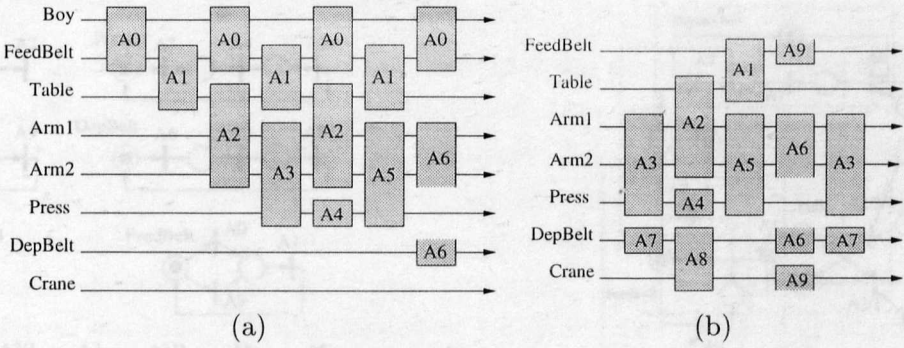 Boy A0 A0 A0 A0
FeedBelt
A1 A1 A1
Table
Arm1 A2 A2
A6
Arm2 A3 A5
Press A4
DepBelt A6
Crane
(a)
FeedBelt A9
A1
Table
A2
Arm1
A3 A5 A6 A3
Arm2
Press A4
DepBelt A7 A6 A7
A8
Crane A9
(b)